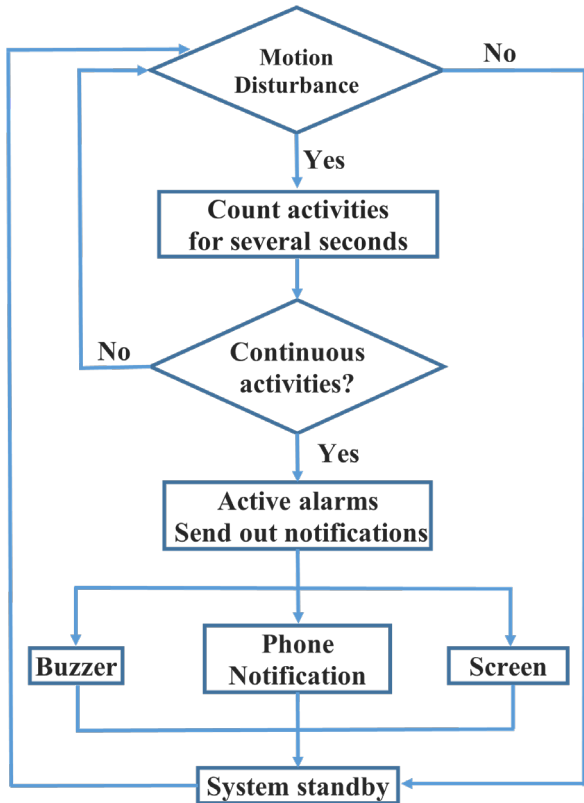 Motion
Disturbance
No
Yes
Count activities
for several seconds
No
Continuous
activities?
Yes
Active alarms
Send out notifications
Buzzer
Phone
Notification
Screen
System standby